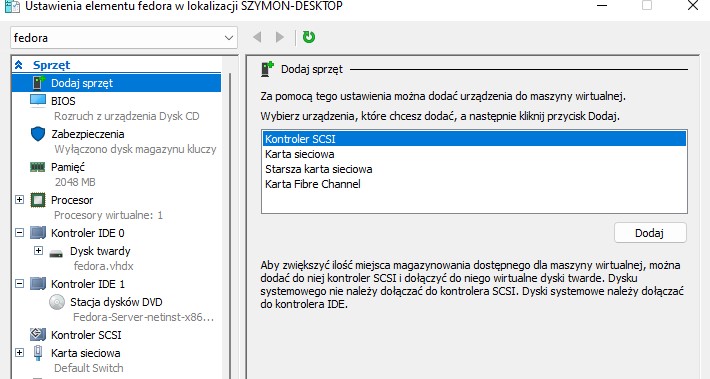 Ustawienia elementu fedora w lokalizacji SZYMON-DESKTOP
fedora
Sprzęt
Dodaj sprzęt
BIOS
Rozruch z urządzenia Dysk CD
Zabezpieczenia
Wyłączono dysk magazynu kluczy
Pamięć
2048 MB
Procesor
Procesory wirtualne: 1
Kontroler IDE 0
Dysk twardy
fedora.vhdx
Kontroler IDE 1
Stacja dysków DVD
Fedora-Server-netinst-x86...
Kontroler SCSI
Karta sieciowa
Default Switch
Dodaj sprzęt
Za pomocą tego ustawienia można dodać urządzenia do maszyny wirtualnej.
Wybierz urządzenia, które chcesz dodać, a następnie kliknij przycisk Dodaj.
Kontroler SCSI
Karta sieciowa
Starsza karta sieciowa
Karta Fibre Channel
Dodaj
Aby zwiększyć ilość miejsca magazynowania dostępnego dla maszyny wirtualnej, można
dodać do niej kontroler SCSI i dołączyć do niego wirtualne dyski twarde. Dysku
systemowego nie należy dołączać do kontrolera SCSI. Dyski systemowe należy dołączać
do kontrolera IDE.